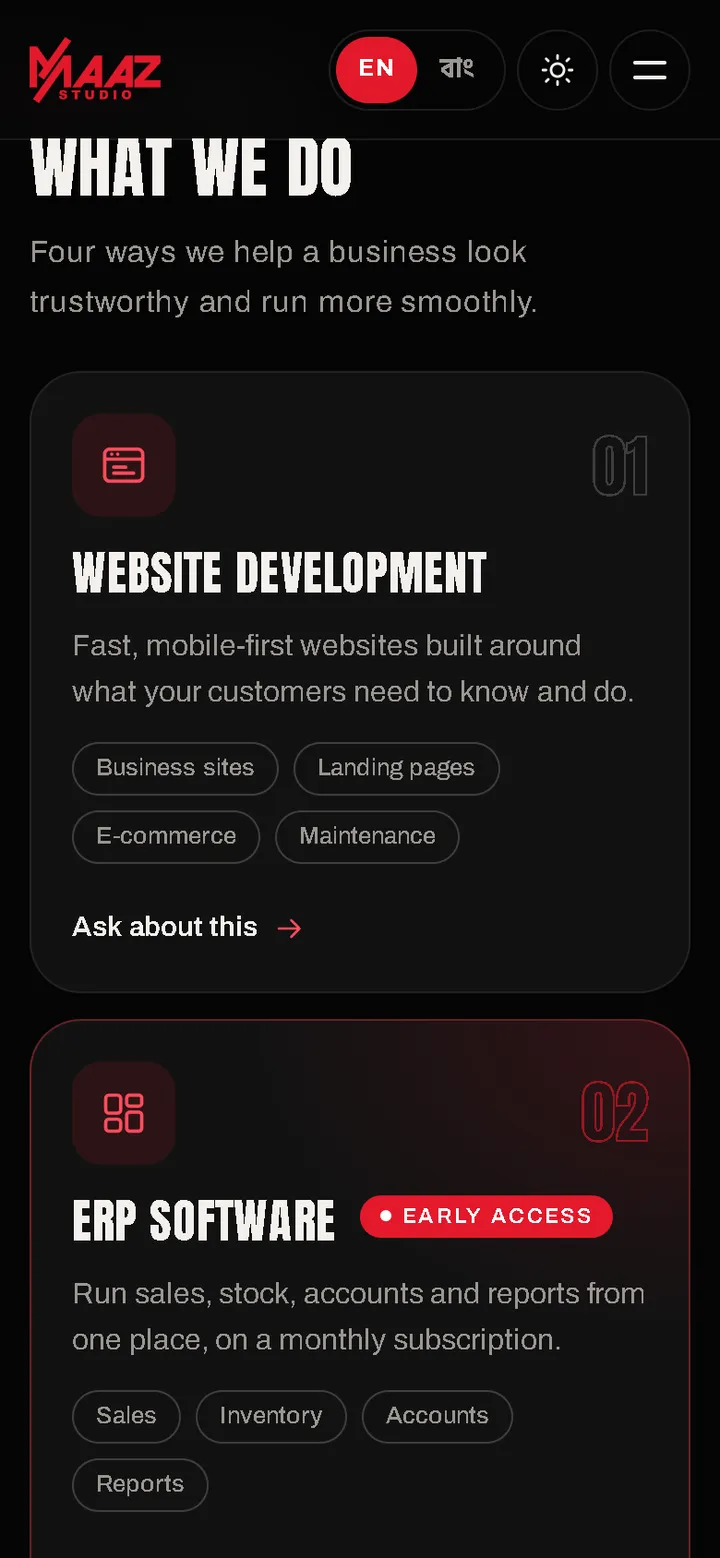 MAAZ
STUDIO
EN
বাং
WHAT WE DO
Four ways we help a business look
trustworthy and run more smoothly.
01
WEBSITE DEVELOPMENT
Fast, mobile-first websites built around
what your customers need to know and do.
Business sites
Landing pages
E-commerce
Maintenance
Ask about this →
02
ERP SOFTWARE
EARLY ACCESS
Run sales, stock, accounts and reports from
one place, on a monthly subscription.
Sales
Inventory
Accounts
Reports